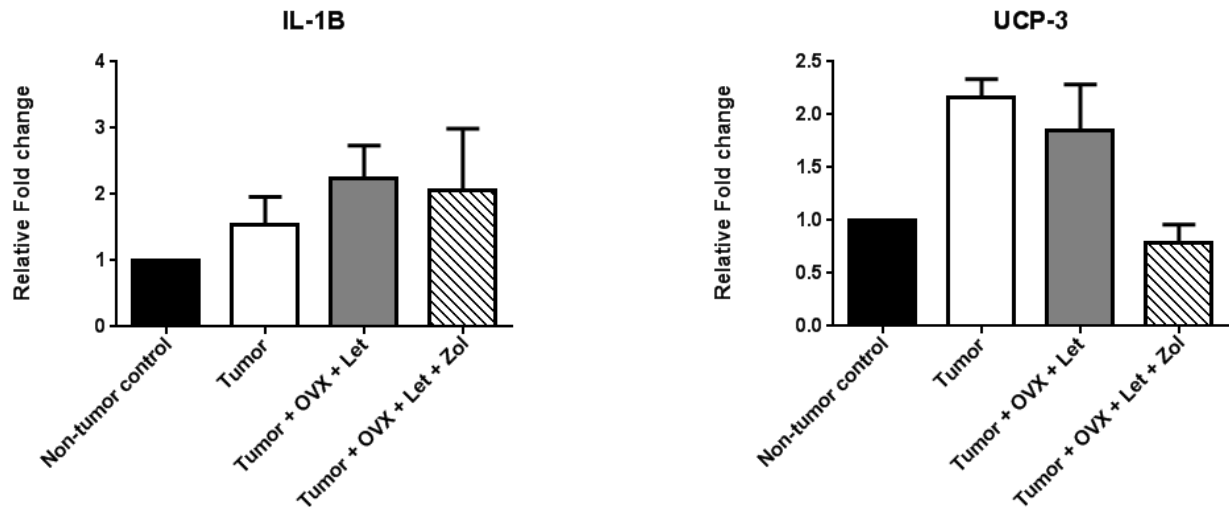 IL-1B
Relative Fold change
4
3
2
1
0
Non-tumor control
Tumor
Tumor + OVX + Let
Tumor + OVX + Let + Zol
UCP-3
Relative Fold change
2.5
2.0
1.5
1.0
0.5
0.0
Non-tumor control
Tumor
Tumor + OVX + Let
Tumor + OVX + Let + Zol